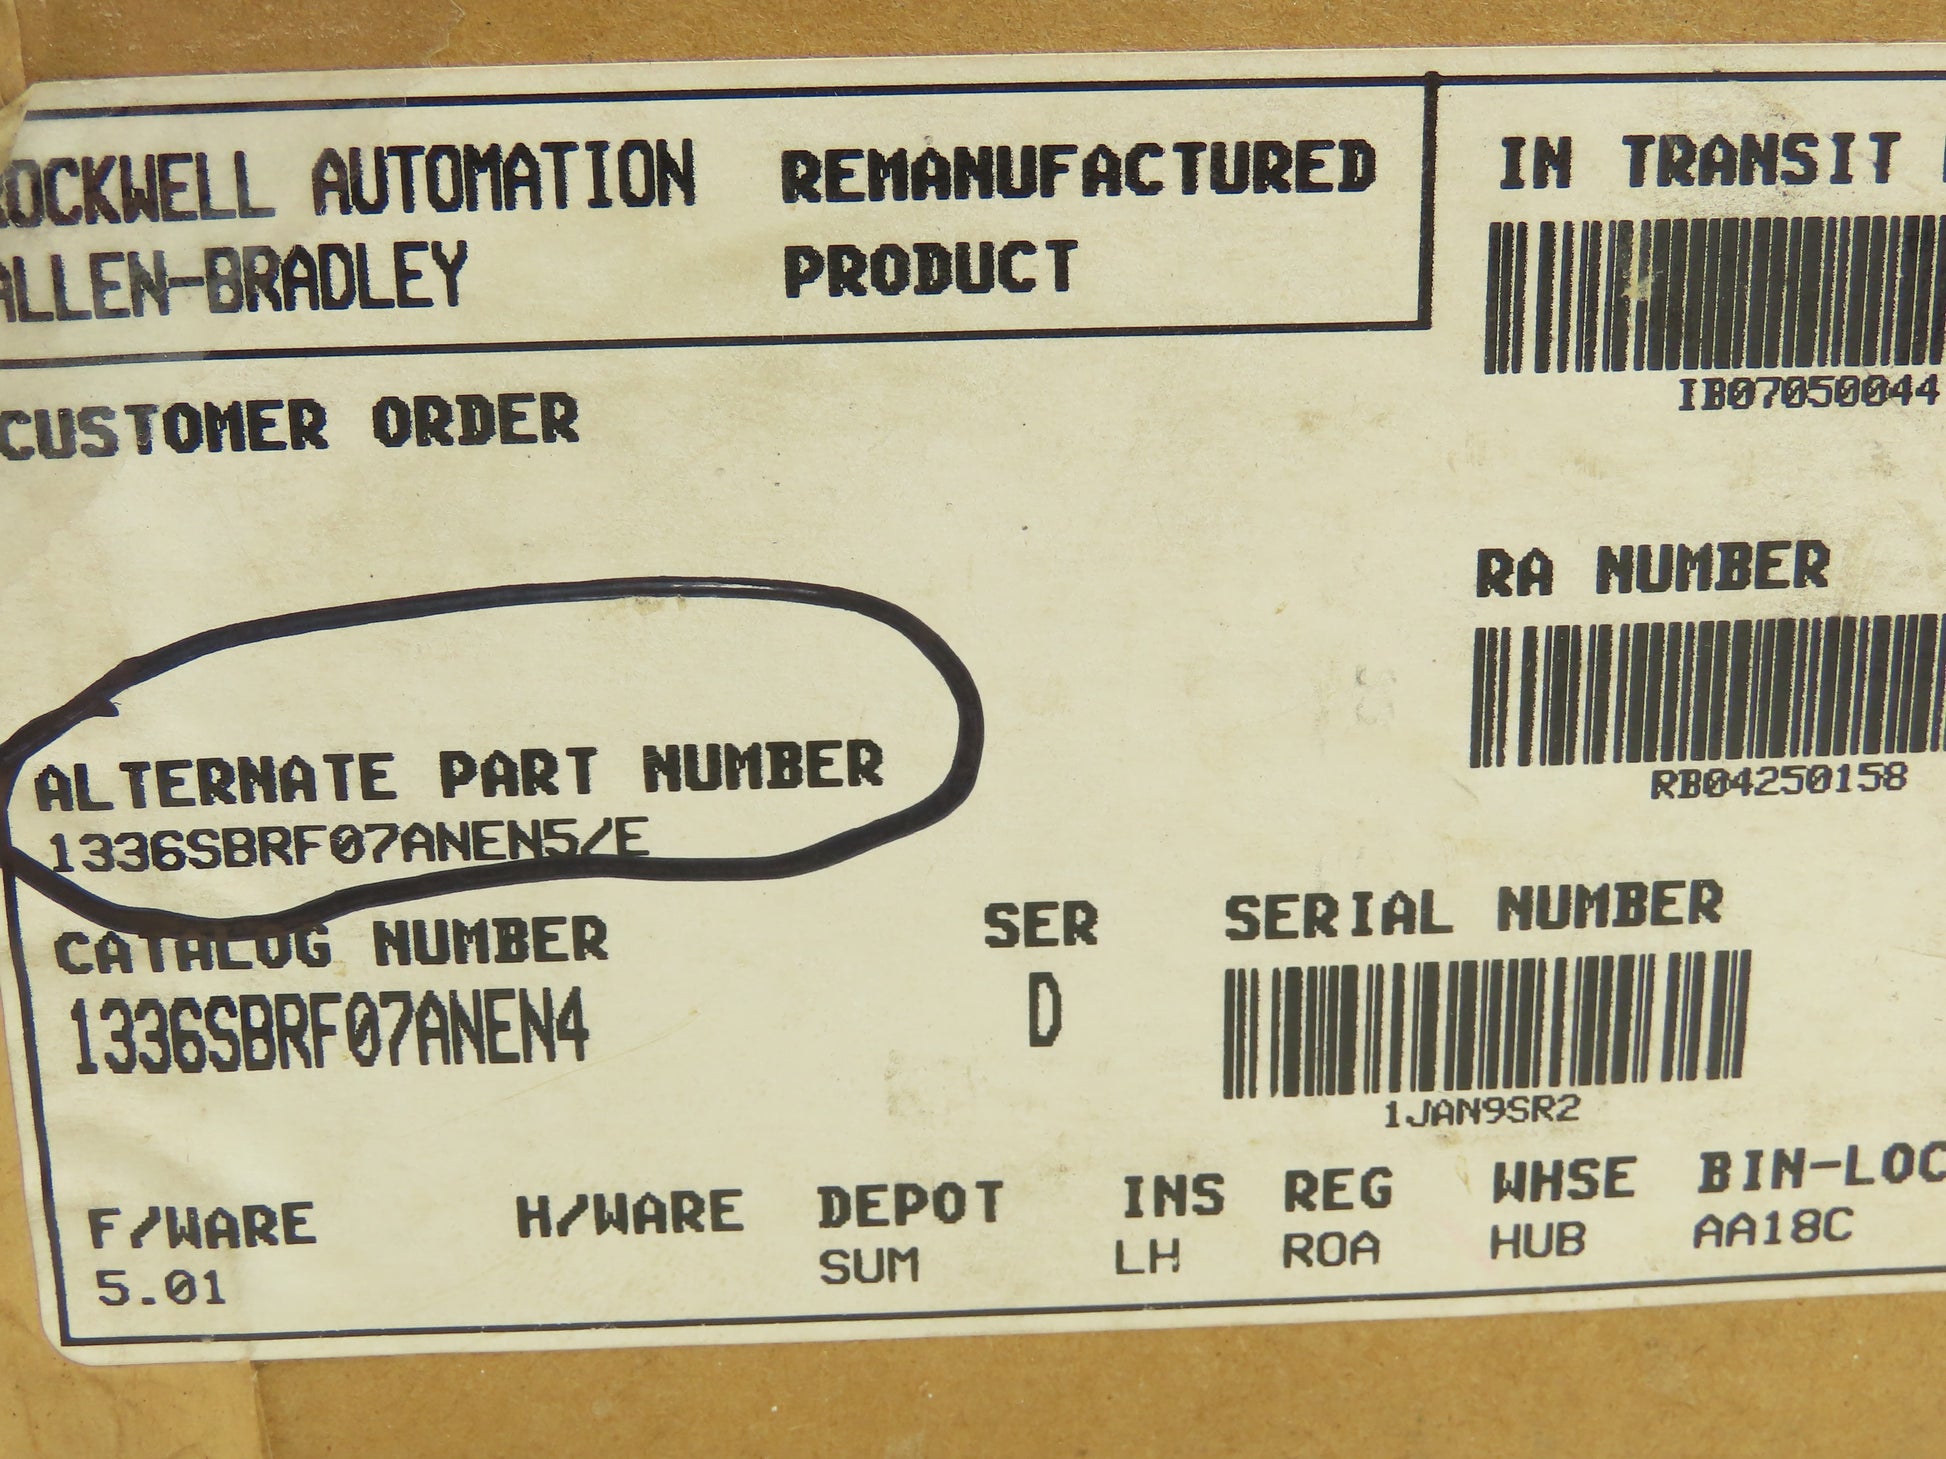 ROCKWELL AUTOMATION REMANUFACTURED
ALLEN-BRADLEY PRODUCT
IN TRANSIT
IB07050044
CUSTOMER ORDER
RA NUMBER
RB04250158
ALTERNATE PART NUMBER
1336SBRF07ANEN5/E
CATALOG NUMBER SER SERIAL NUMBER
1336SBRF07ANEN4 D
1JAN9SR2
F/WARE H/WARE DEPOT INS REG WHSE BIN-LOC
5.01 SUM LH ROA HUB AA18C